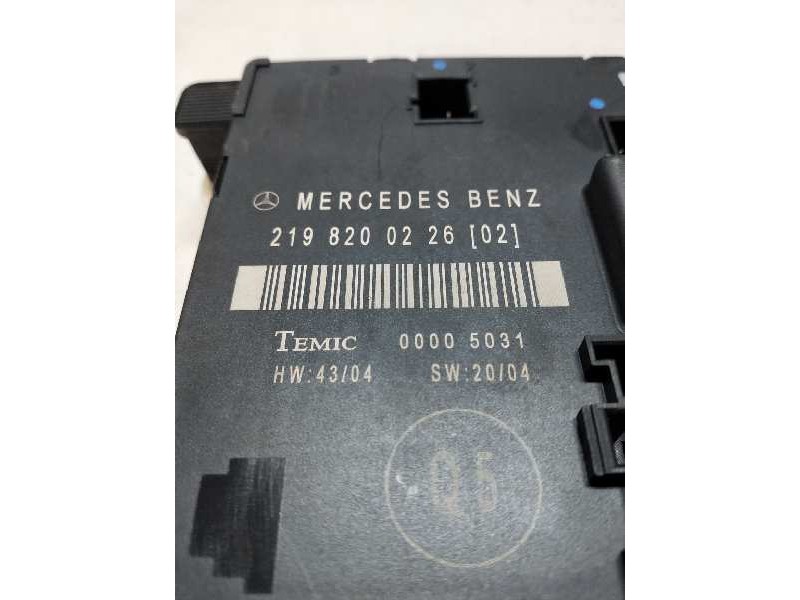 MERCEDES BENZ
219 820 02 26 [02]
TEMIC 0000 5031
HW:43/04 SW:20/04
Q5